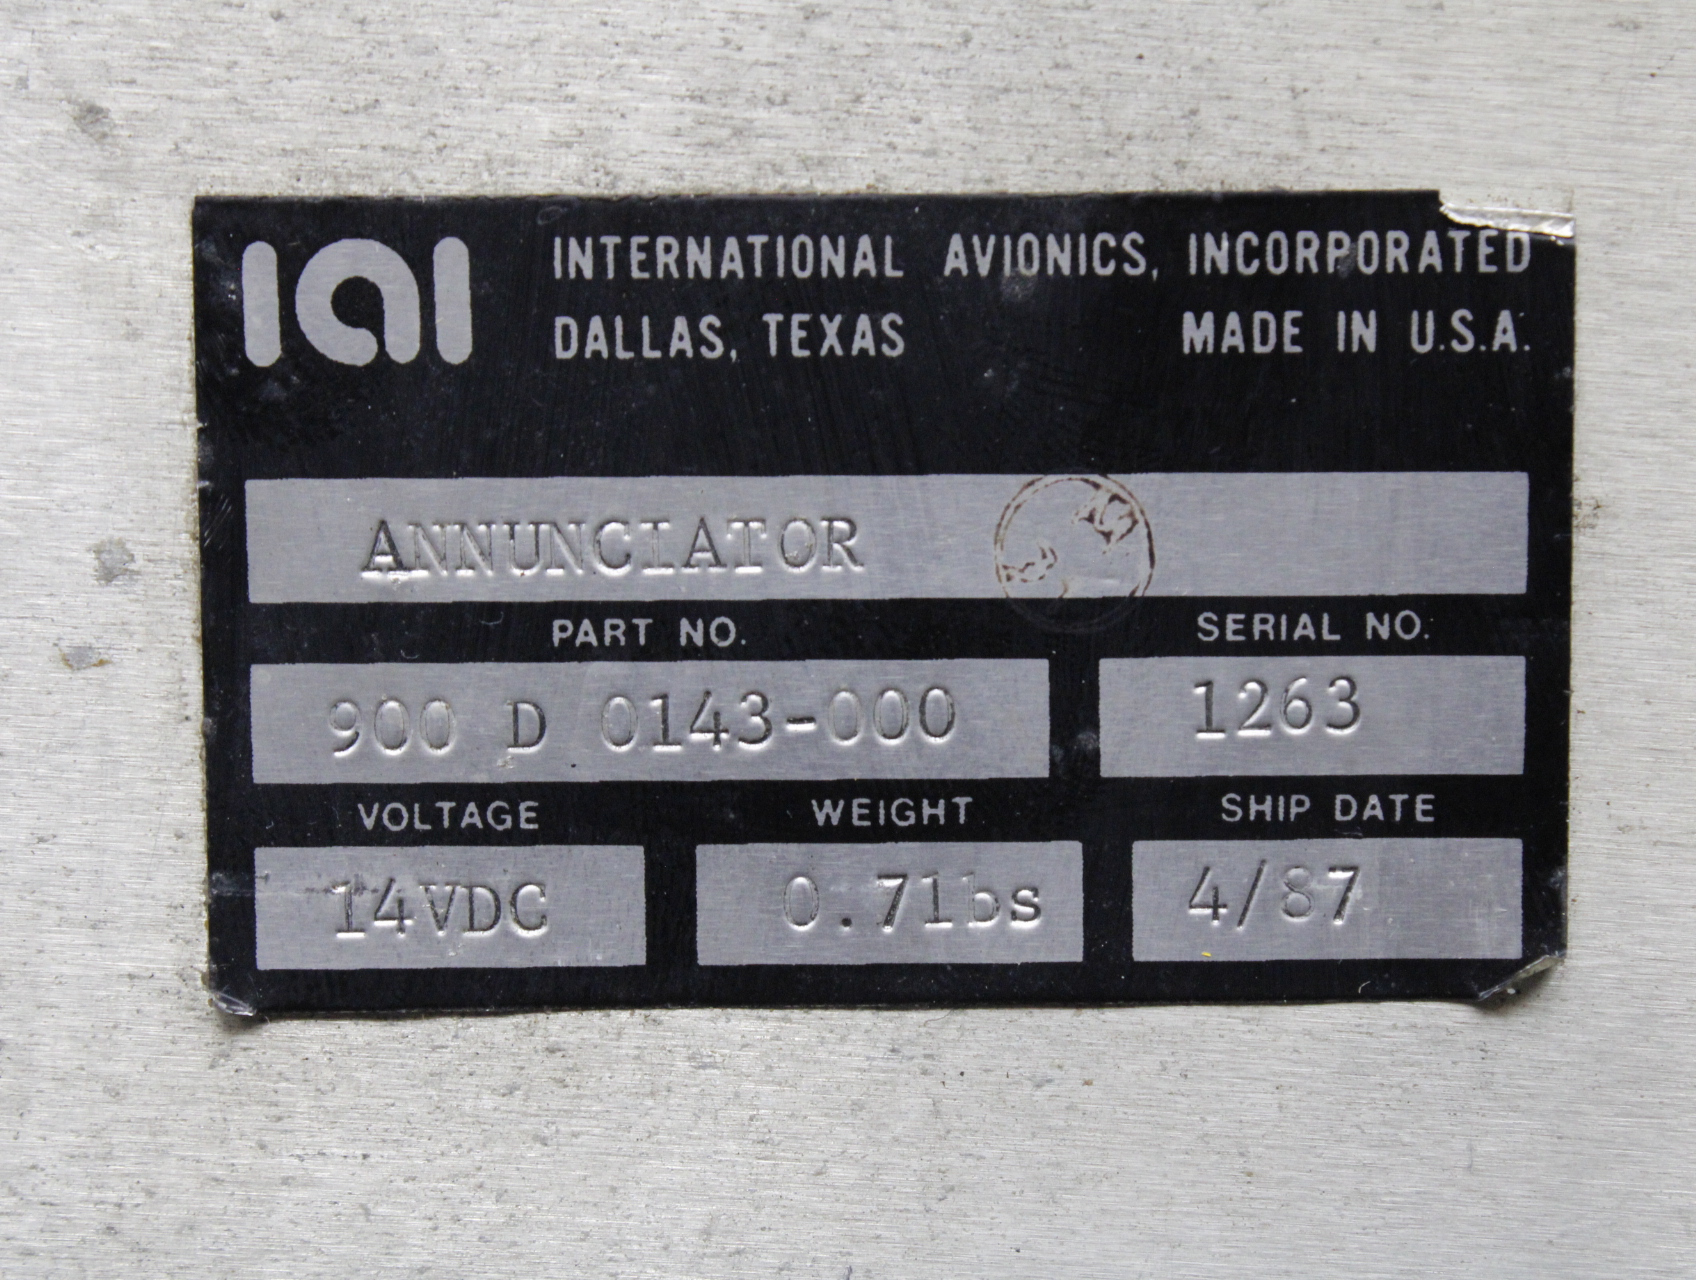 iai INTERNATIONAL AVIONICS, INCORPORATED
DALLAS, TEXAS MADE IN U.S.A.
ANNUNCIATOR
PART NO. SERIAL NO.
900 D 0143-000 1263
VOLTAGE WEIGHT SHIP DATE
14VDC 0.7lbs 4/87